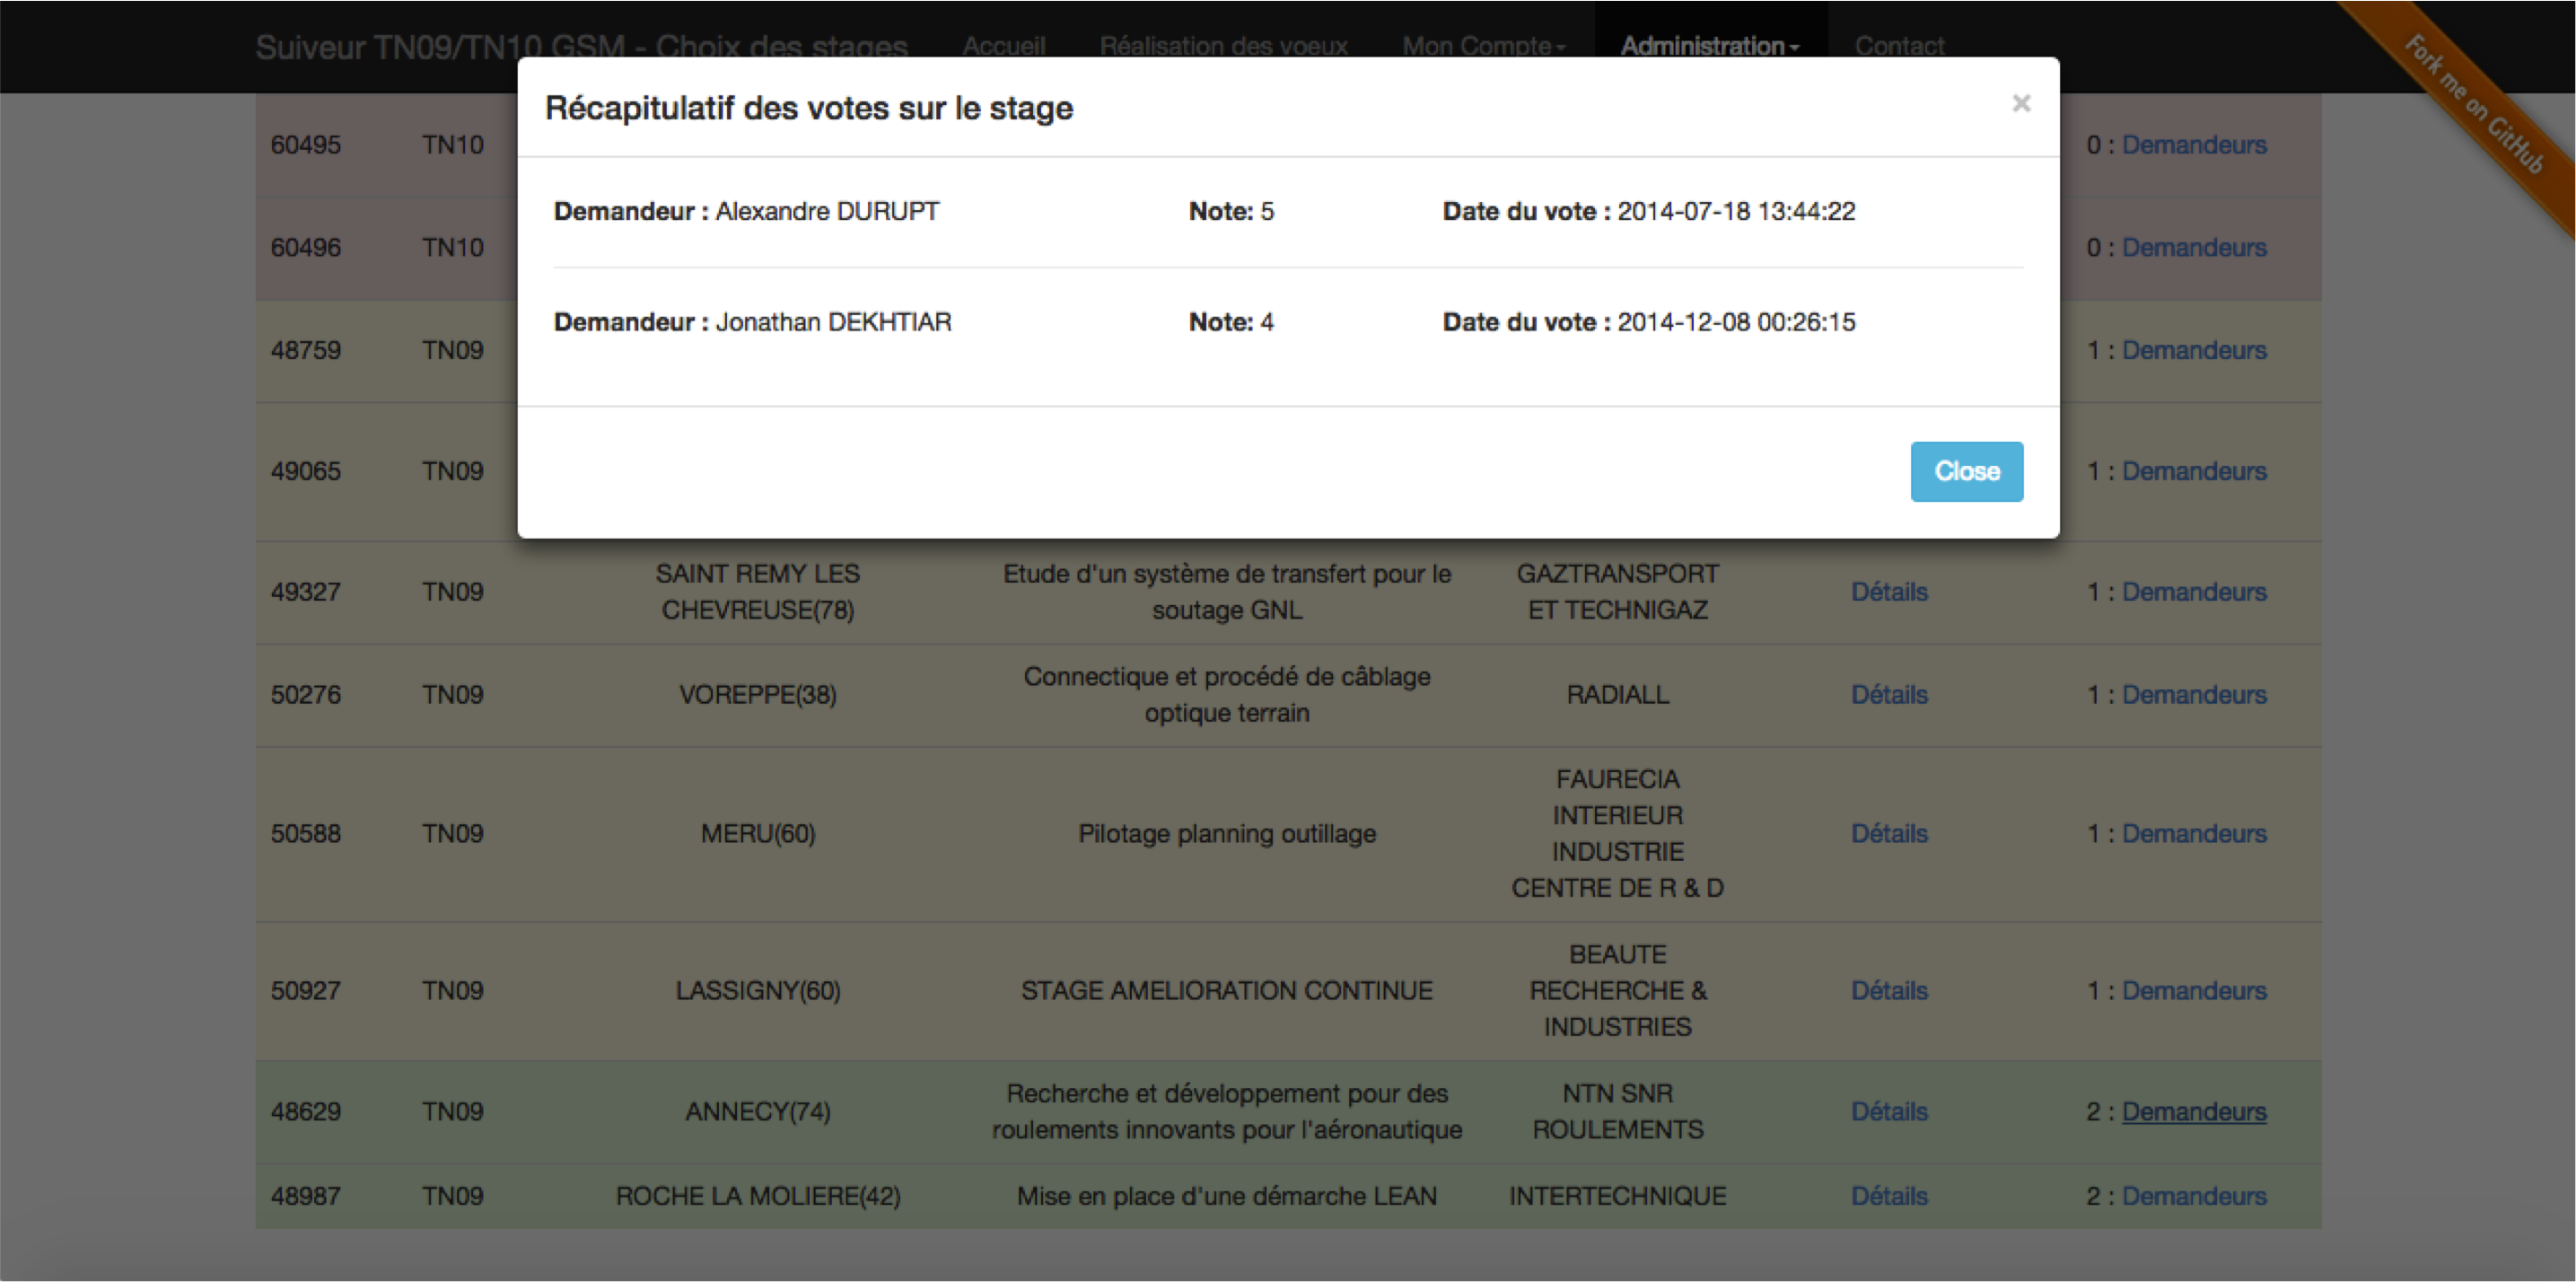 Suiveur TN09/TN10 GSM - Choix des stages Accueil Réalisation des voeux Mon Compte Administration Contact
Fork me on GitHub
Récapitulatif des votes sur le stage ×
Demandeur : Alexandre DURUPT Note: 5 Date du vote : 2014-07-18 13:44:22
Demandeur : Jonathan DEKHTIAR Note: 4 Date du vote : 2014-12-08 00:26:15
Close
60495 TN10 0 : Demandeurs
60496 TN10 0 : Demandeurs
48759 TN09 1 : Demandeurs
49065 TN09 1 : Demandeurs
49327 TN09 SAINT REMY LES CHEVREUSE(78) Etude d'un système de transfert pour le soutage GNL GAZTRANSPORT ET TECHNIGAZ Détails 1 : Demandeurs
50276 TN09 VOREPPE(38) Connectique et procédé de câblage optique terrain RADIALL Détails 1 : Demandeurs
50588 TN09 MERU(60) Pilotage planning outillage FAURECIA INTERIEUR INDUSTRIE CENTRE DE R & D Détails 1 : Demandeurs
50927 TN09 LASSIGNY(60) STAGE AMELIORATION CONTINUE BEAUTE RECHERCHE & INDUSTRIES Détails 1 : Demandeurs
48629 TN09 ANNECY(74) Recherche et développement pour des roulements innovants pour l'aéronautique NTN SNR ROULEMENTS Détails 2 : Demandeurs
48987 TN09 ROCHE LA MOLIERE(42) Mise en place d'une démarche LEAN INTERTECHNIQUE Détails 2 : Demandeurs